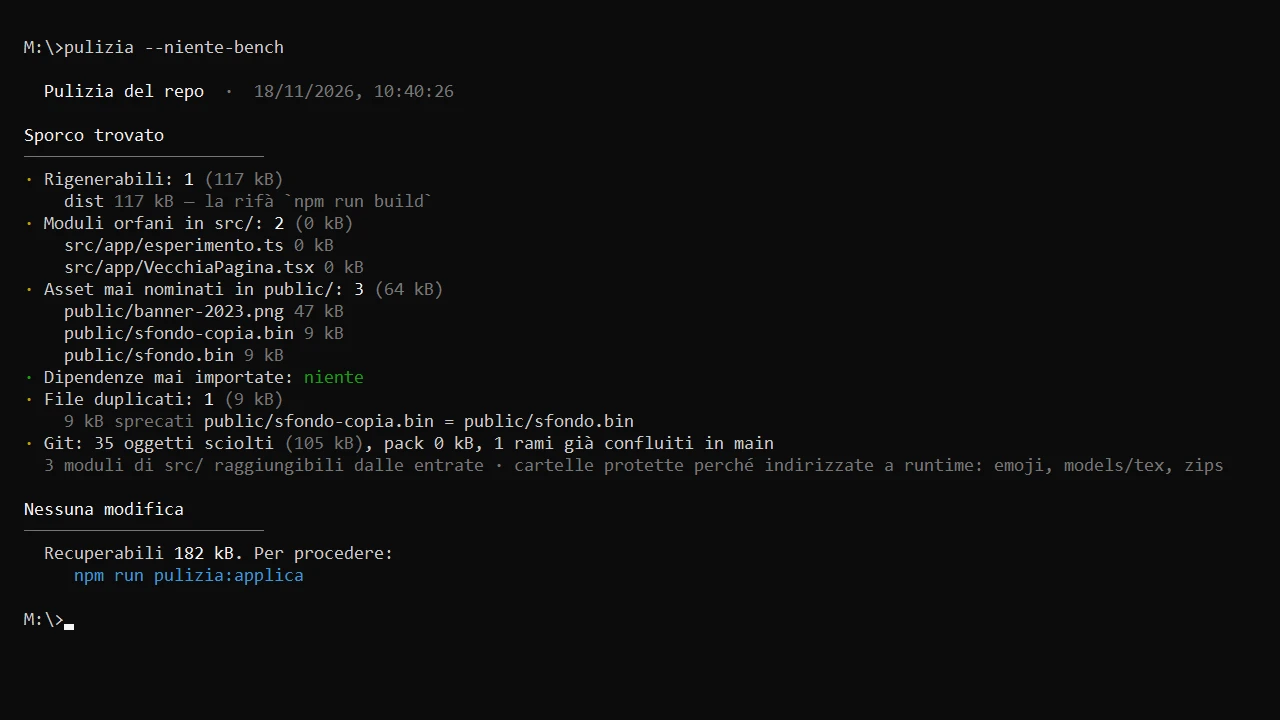 M:\>pulizia --niente-bench
Pulizia del repo · 18/11/2026, 10:40:26
Sporco trovato
· Rigenerabili: 1 (117 kB)
dist 117 kB — la rifà `npm run build`
· Moduli orfani in src/: 2 (0 kB)
src/app/esperimento.ts 0 kB
src/app/VecchiaPagina.tsx 0 kB
· Asset mai nominati in public/: 3 (64 kB)
public/banner-2023.png 47 kB
public/sfondo-copia.bin 9 kB
public/sfondo.bin 9 kB
· Dipendenze mai importate: niente
· File duplicati: 1 (9 kB)
9 kB sprecati public/sfondo-copia.bin = public/sfondo.bin
· Git: 35 oggetti sciolti (105 kB), pack 0 kB, 1 rami già confluiti in main
3 moduli di src/ raggiungibili dalle entrate · cartelle protette perché indirizzate a runtime: emoji, models/tex, zips
Nessuna modifica
Recuperabili 182 kB. Per procedere:
npm run pulizia:applica
M:\>